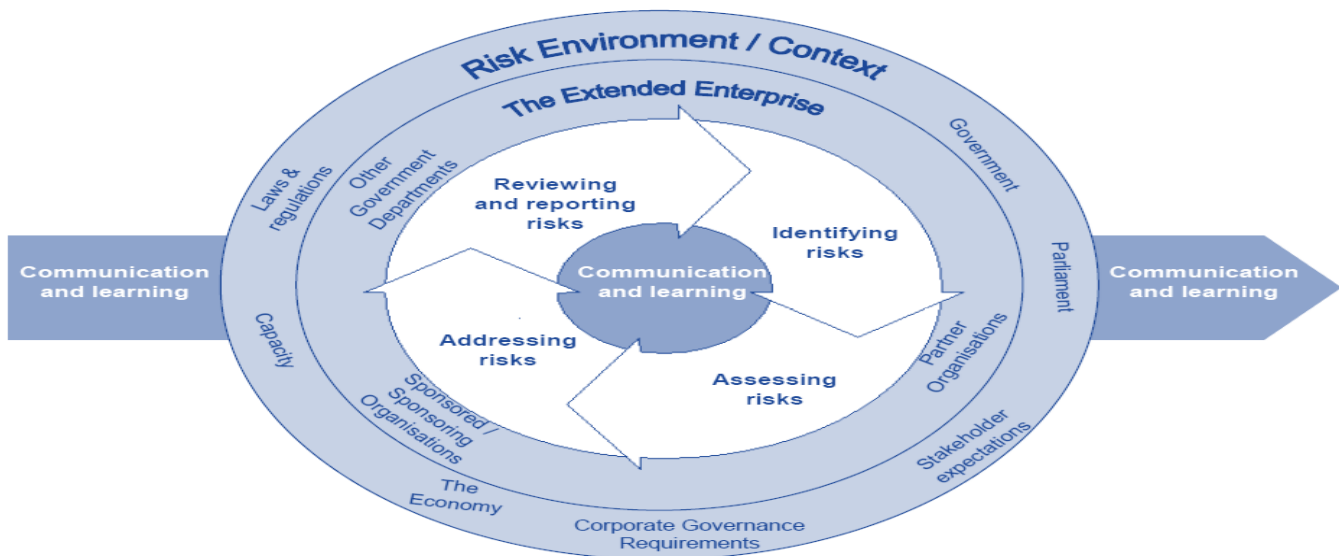 Risk Environment / Context
The Extended Enterprise
Government
Laws &
regulations
Other
Government
Departments
Reviewing
and reporting
risks
Identifying
risks
Parliament
Communication
and learning
Communication
and learning
Communication
and learning
Capacity
Addressing
risks
Assessing
risks
Partner
Organisations
Sponsored /
Sponsoring
Organisations
Stakeholder
expectations
The
Economy
Corporate Governance
Requirements